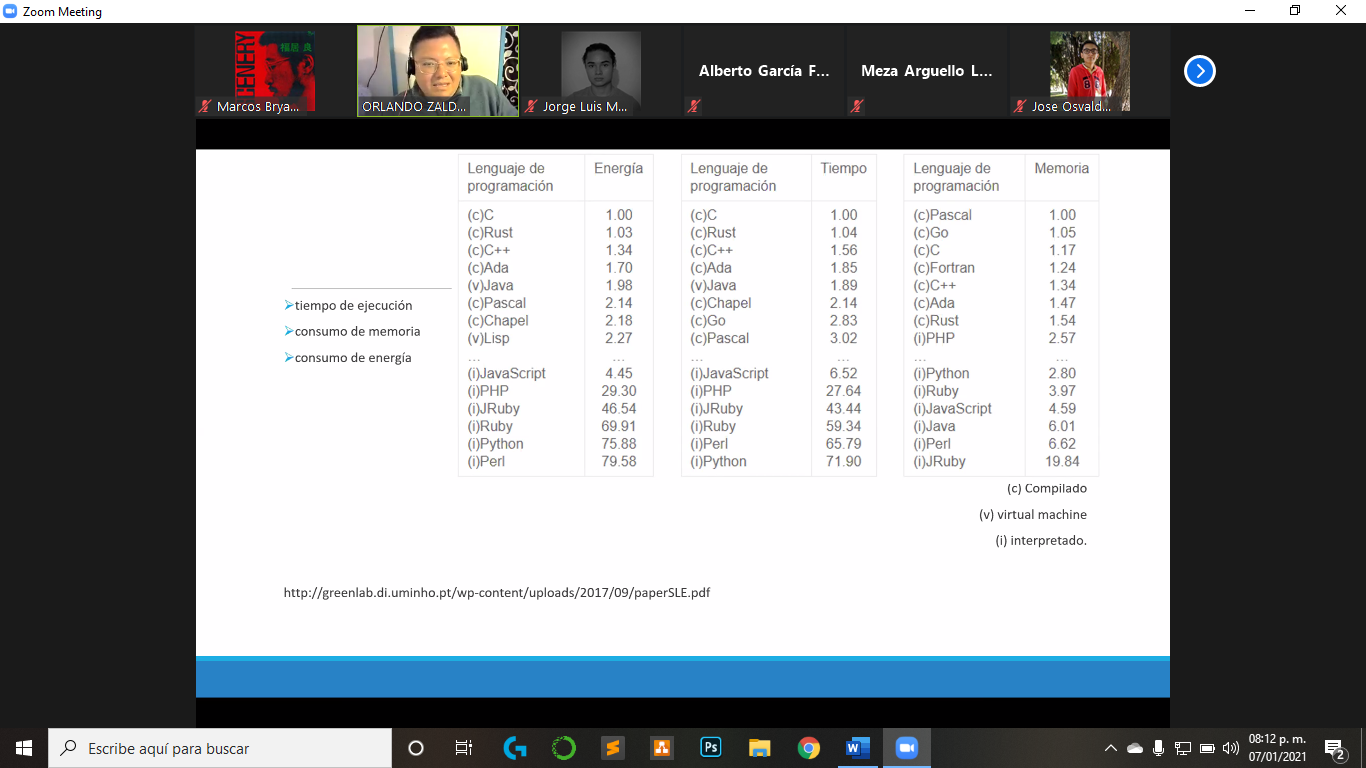 Zoom Meeting
CENERY
福居 良
Marcos Brya...
ORLANDO ZALD...
Jorge Luis M...
Alberto García F...
Meza Arguello L...
Jose Osvald...
Lenguaje de programación Energía
(c)C 1.00
(c)Rust 1.03
(c)C++ 1.34
(c)Ada 1.70
(v)Java 1.98
(c)Pascal 2.14
(c)Chapel 2.18
(v)Lisp 2.27
... ...
(i)JavaScript 4.45
(i)PHP 29.30
(i)JRuby 46.54
(i)Ruby 69.91
(i)Python 75.88
(i)Perl 79.58
Lenguaje de programación Tiempo
(c)C 1.00
(c)Rust 1.04
(c)C++ 1.56
(c)Ada 1.85
(v)Java 1.89
(c)Chapel 2.14
(c)Go 2.83
(c)Pascal 3.02
... ...
(i)JavaScript 6.52
(i)PHP 27.64
(i)JRuby 43.44
(i)Ruby 59.34
(i)Perl 65.79
(i)Python 71.90
Lenguaje de programación Memoria
(c)Pascal 1.00
(c)Go 1.05
(c)C 1.17
(c)Fortran 1.24
(c)C++ 1.34
(c)Ada 1.47
(c)Rust 1.54
(i)PHP 2.57
... ...
(i)Python 2.80
(i)Ruby 3.97
(i)JavaScript 4.59
(i)Java 6.01
(i)Perl 6.62
(i)JRuby 19.84
tiempo de ejecución
consumo de memoria
consumo de energía
(c) Compilado
(v) virtual machine
(i) interpretado.
http://greenlab.di.uminho.pt/wp-content/uploads/2017/09/paperSLE.pdf
Escribe aquí para buscar
Ps
W
08:12 p. m.
07/01/2021
2